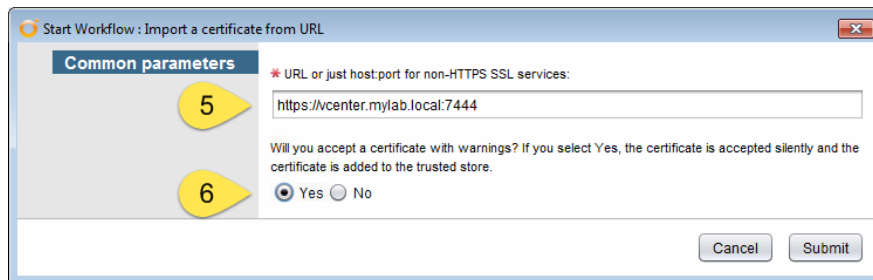 Start Workflow : Import a certificate from URL
Common parameters
* URL or just host:port for non-HTTPS SSL services:
5
https://vcenter.mylab.local:7444
Will you accept a certificate with warnings? If you select Yes, the certificate is accepted silently and the
certificate is added to the trusted store.
6
Yes No
Cancel Submit